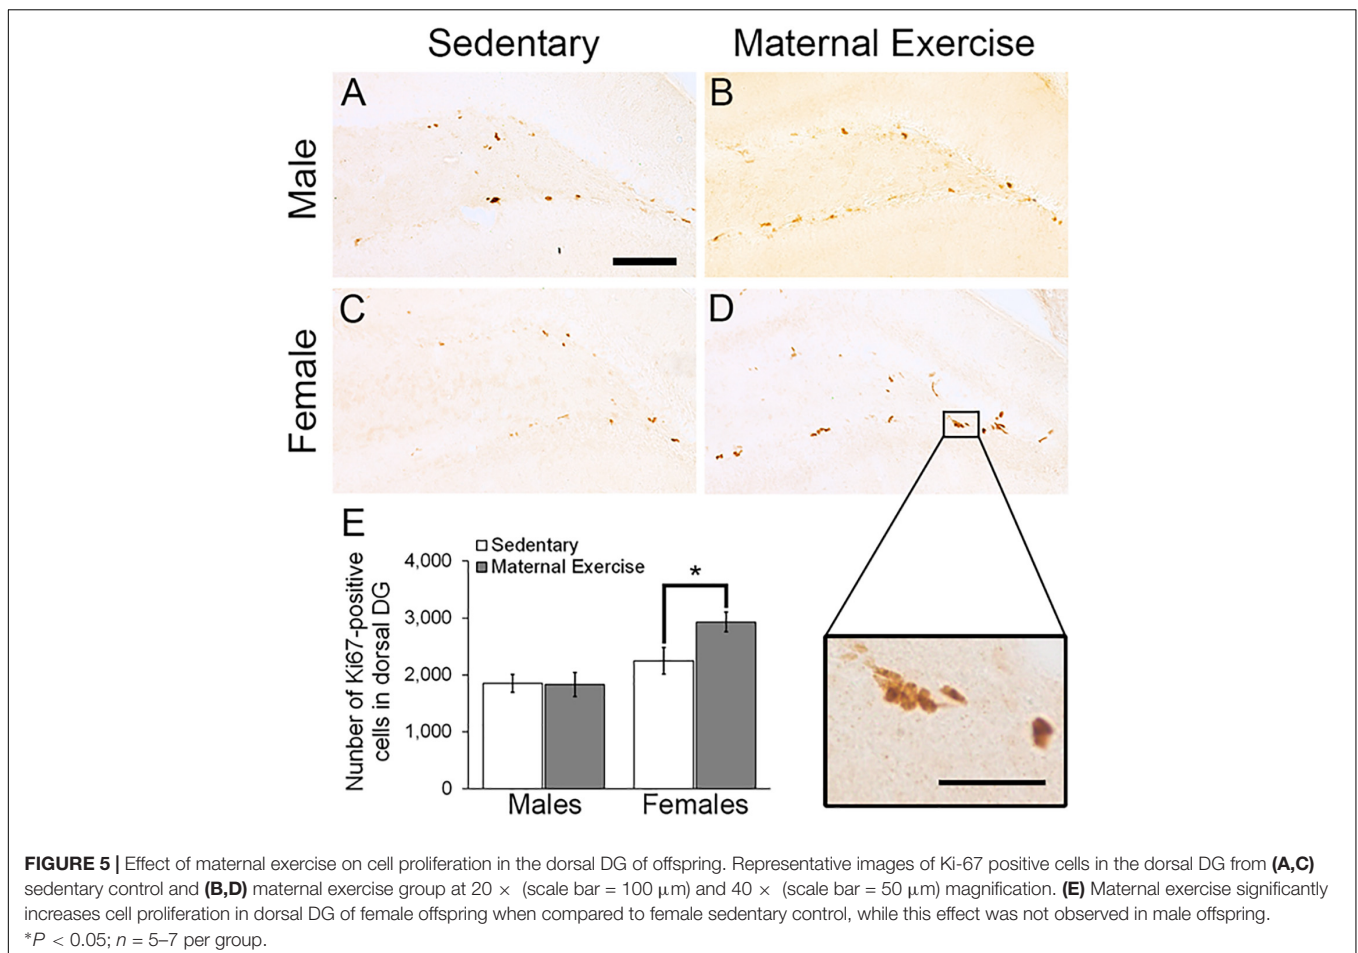 Sedentary
Maternal Exercise
Male
A
B
Female
C
D
E
Nunber of Ki67-positive
cells in dorsal DG
Sedentary
Maternal Exercise
4,000
3,000
2,000
1,000
0
*
Males
Females
FIGURE 5 | Effect of maternal exercise on cell proliferation in the dorsal DG of offspring. Representative images of Ki-67 positive cells in the dorsal DG from (A,C)
sedentary control and (B,D) maternal exercise group at 20 × (scale bar = 100 μm) and 40 × (scale bar = 50 μm) magnification. (E) Maternal exercise significantly
increases cell proliferation in dorsal DG of female offspring when compared to female sedentary control, while this effect was not observed in male offspring.
*P < 0.05; n = 5–7 per group.